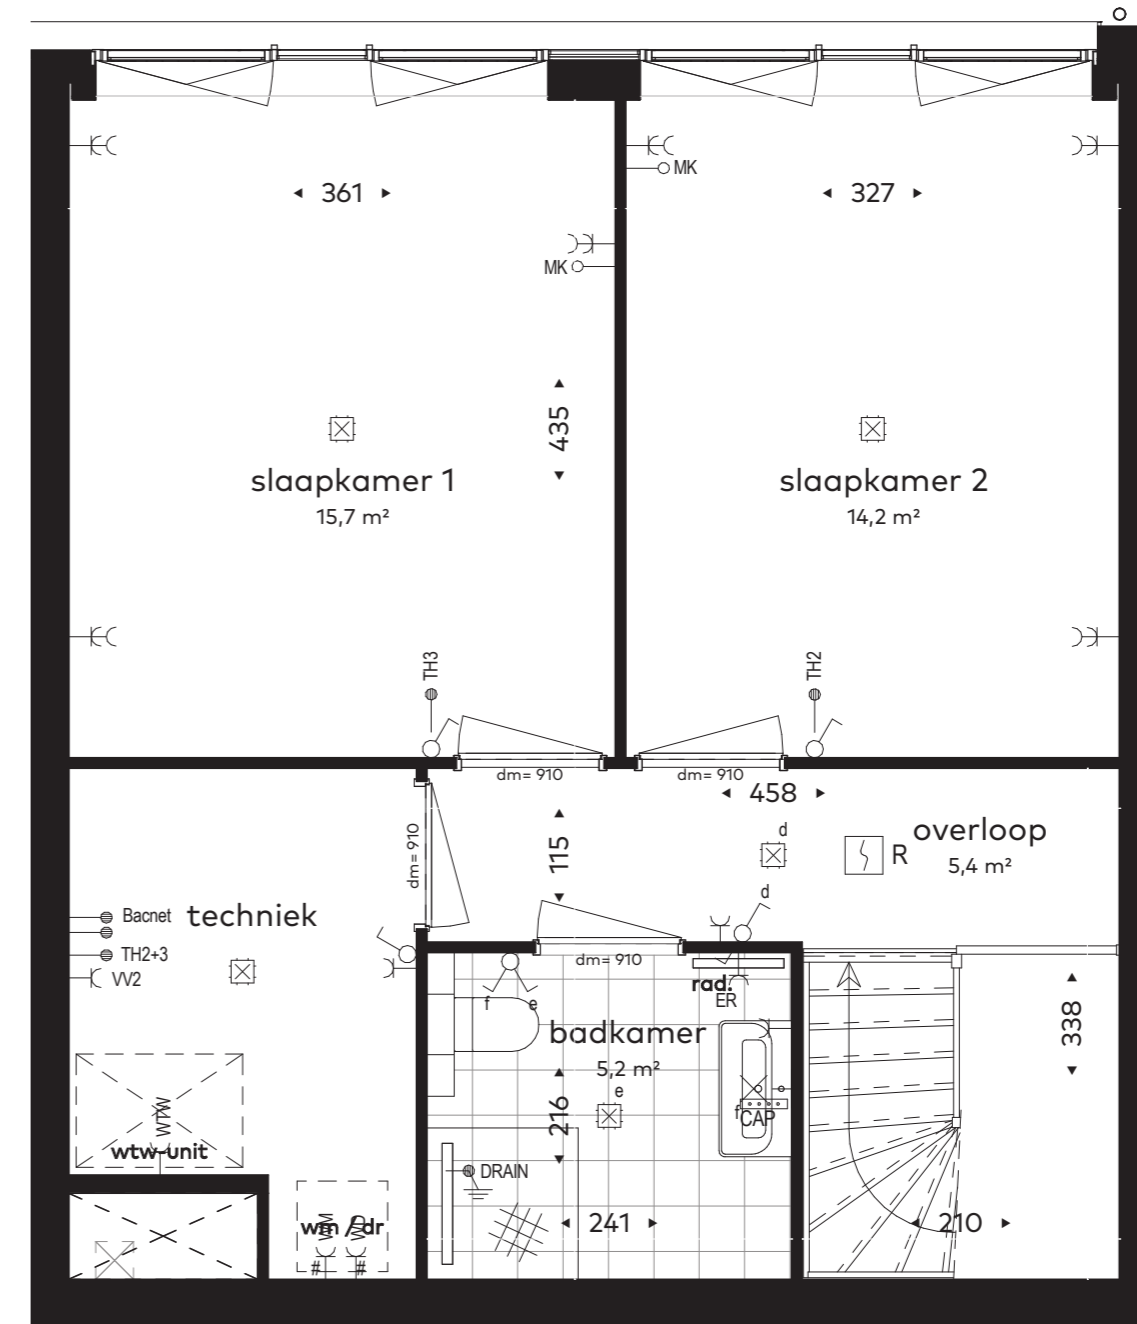 MK
361
327
MK
435
slaapkamer 1
15,7 m²
slaapkamer 2
14,2 m²
TH3
TH2
dm= 910
dm= 910
458
dm= 910
115
d
R
overloop
5,4 m²
d
Bacnet
techniek
TH2+3
VV2
dm= 910
rad.
ER
f
e
badkamer
5,2 m²
338
e
216
f
CAP
WTW
wtw-unit
DRAIN
241
210
wm / dr
WM
WD
#
#